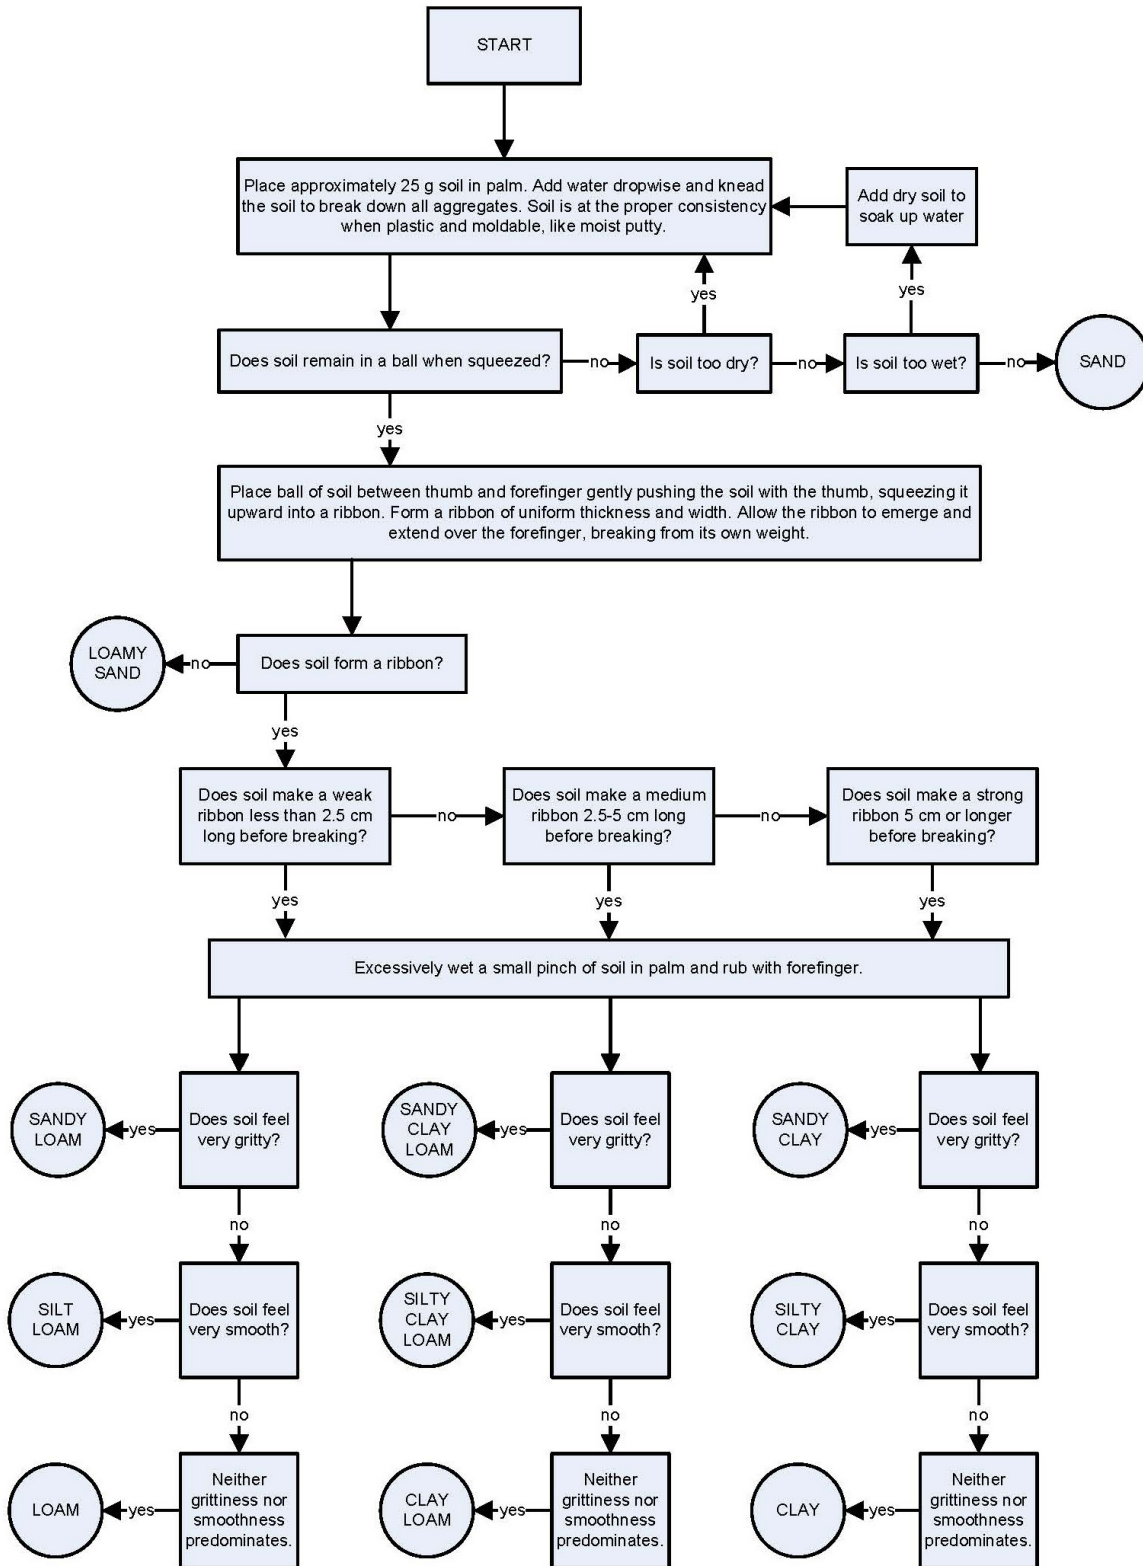 START
Place approximately 25 g soil in palm. Add water dropwise and knead
the soil to break down all aggregates. Soil is at the proper consistency
when plastic and moldable, like moist putty.
Add dry soil to
soak up water
yes
yes
Does soil remain in a ball when squeezed?
no
Is soil too dry?
no
Is soil too wet?
no
SAND
yes
Place ball of soil between thumb and forefinger gently pushing the soil with the thumb, squeezing it
upward into a ribbon. Form a ribbon of uniform thickness and width. Allow the ribbon to emerge and
extend over the forefinger, breaking from its own weight.
LOAMY
SAND
no
Does soil form a ribbon?
yes
Does soil make a weak
ribbon less than 2.5 cm
long before breaking?
no
Does soil make a medium
ribbon 2.5-5 cm long
before breaking?
no
Does soil make a strong
ribbon 5 cm or longer
before breaking?
yes
yes
yes
Excessively wet a small pinch of soil in palm and rub with forefinger.
SANDY
LOAM
yes
Does soil feel
very gritty?
SANDY
CLAY
LOAM
yes
Does soil feel
very gritty?
SANDY
CLAY
yes
Does soil feel
very gritty?
no
no
no
SILT
LOAM
yes
Does soil feel
very smooth?
SILTY
CLAY
LOAM
yes
Does soil feel
very smooth?
SILTY
CLAY
yes
Does soil feel
very smooth?
no
no
no
LOAM
yes
Neither
grittiness nor
smoothness
predominates.
CLAY
LOAM
yes
Neither
grittiness nor
smoothness
predominates.
CLAY
yes
Neither
grittiness nor
smoothness
predominates.